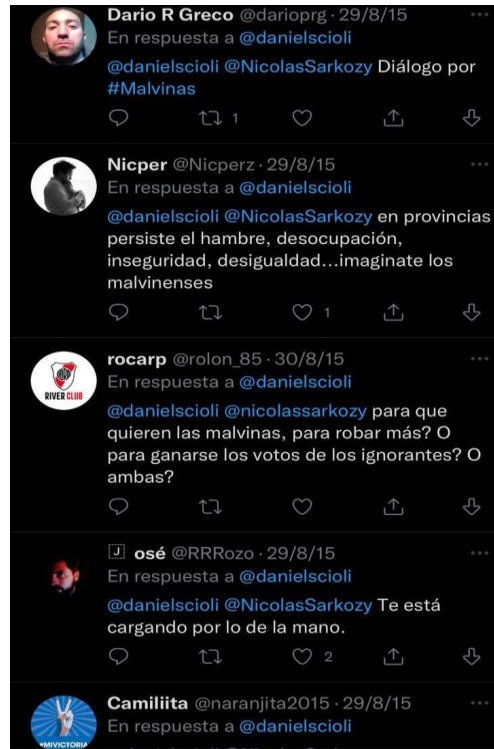 Dario R Greco @darioprg · 29/8/15
En respuesta a @danielscioli
@danielscioli @NicolasSarkozy Diálogo por
#Malvinas
1
Nicper @Nicperz · 29/8/15
En respuesta a @danielscioli
@danielscioli @NicolasSarkozy en provincias
persiste el hambre, desocupación,
inseguridad, desigualdad...imaginate los
malvinenses
1
rocarp @rolon_85 · 30/8/15
RIVER CLUB
En respuesta a @danielscioli
@danielscioli @nicolassarkozy para que
quieren las malvinas, para robar más? O
para ganarse los votos de los ignorantes? O
ambas?
🇯 osé @RRRozo · 29/8/15
En respuesta a @danielscioli
@danielscioli @NicolasSarkozy Te está
cargando por lo de la mano.
2
Camiliita @naranjita2015 · 29/8/15
En respuesta a @danielscioli
#MIVICTORIA